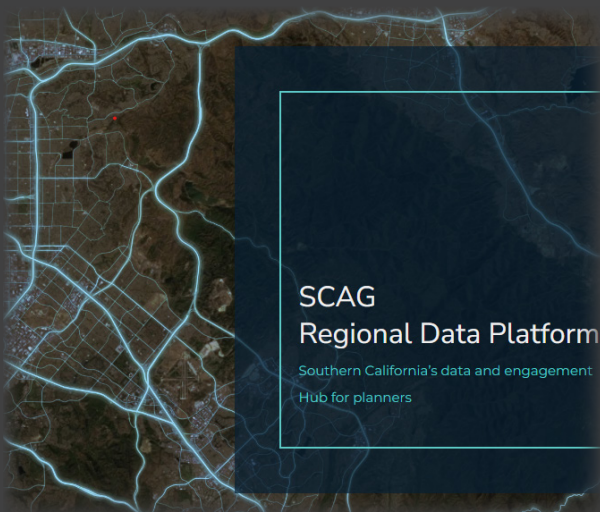 SCAG
Regional Data Platform
Southern California's data and engagement
Hub for planners